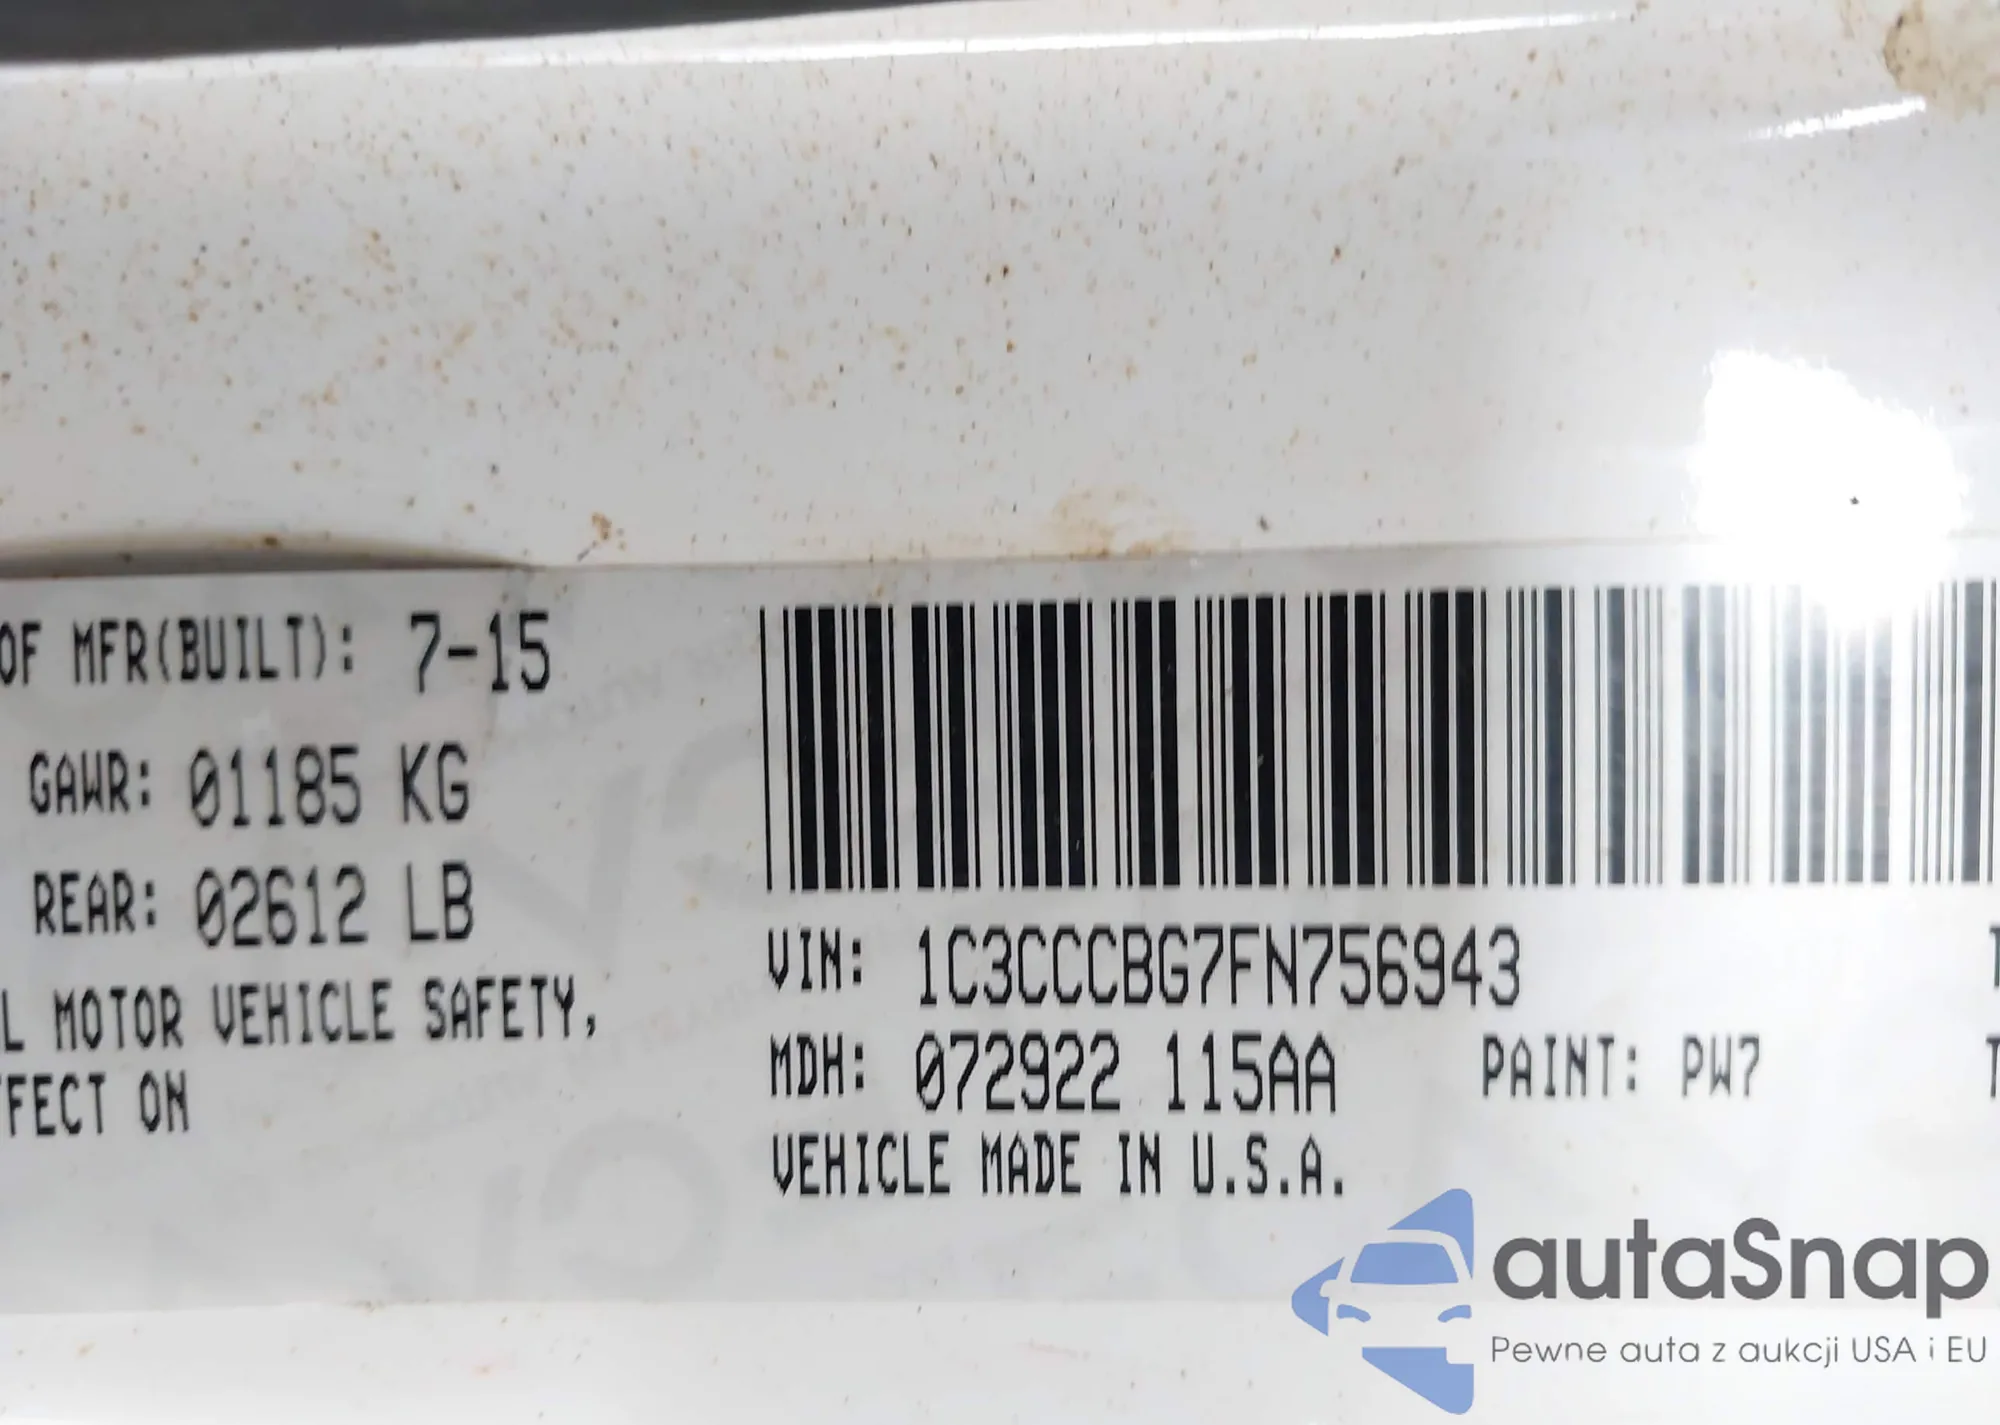 OF MFR(BUILT): 7-15
GAWR: 01185 KG
REAR: 02612 LB
L MOTOR VEHICLE SAFETY,
FFECT ON
VIN: 1C3CCCBG7FN756943
MDH: 072922 115AA PAINT: PW7
VEHICLE MADE IN U.S.A.
autaSnap
Pewne auta z aukcji USA i EU